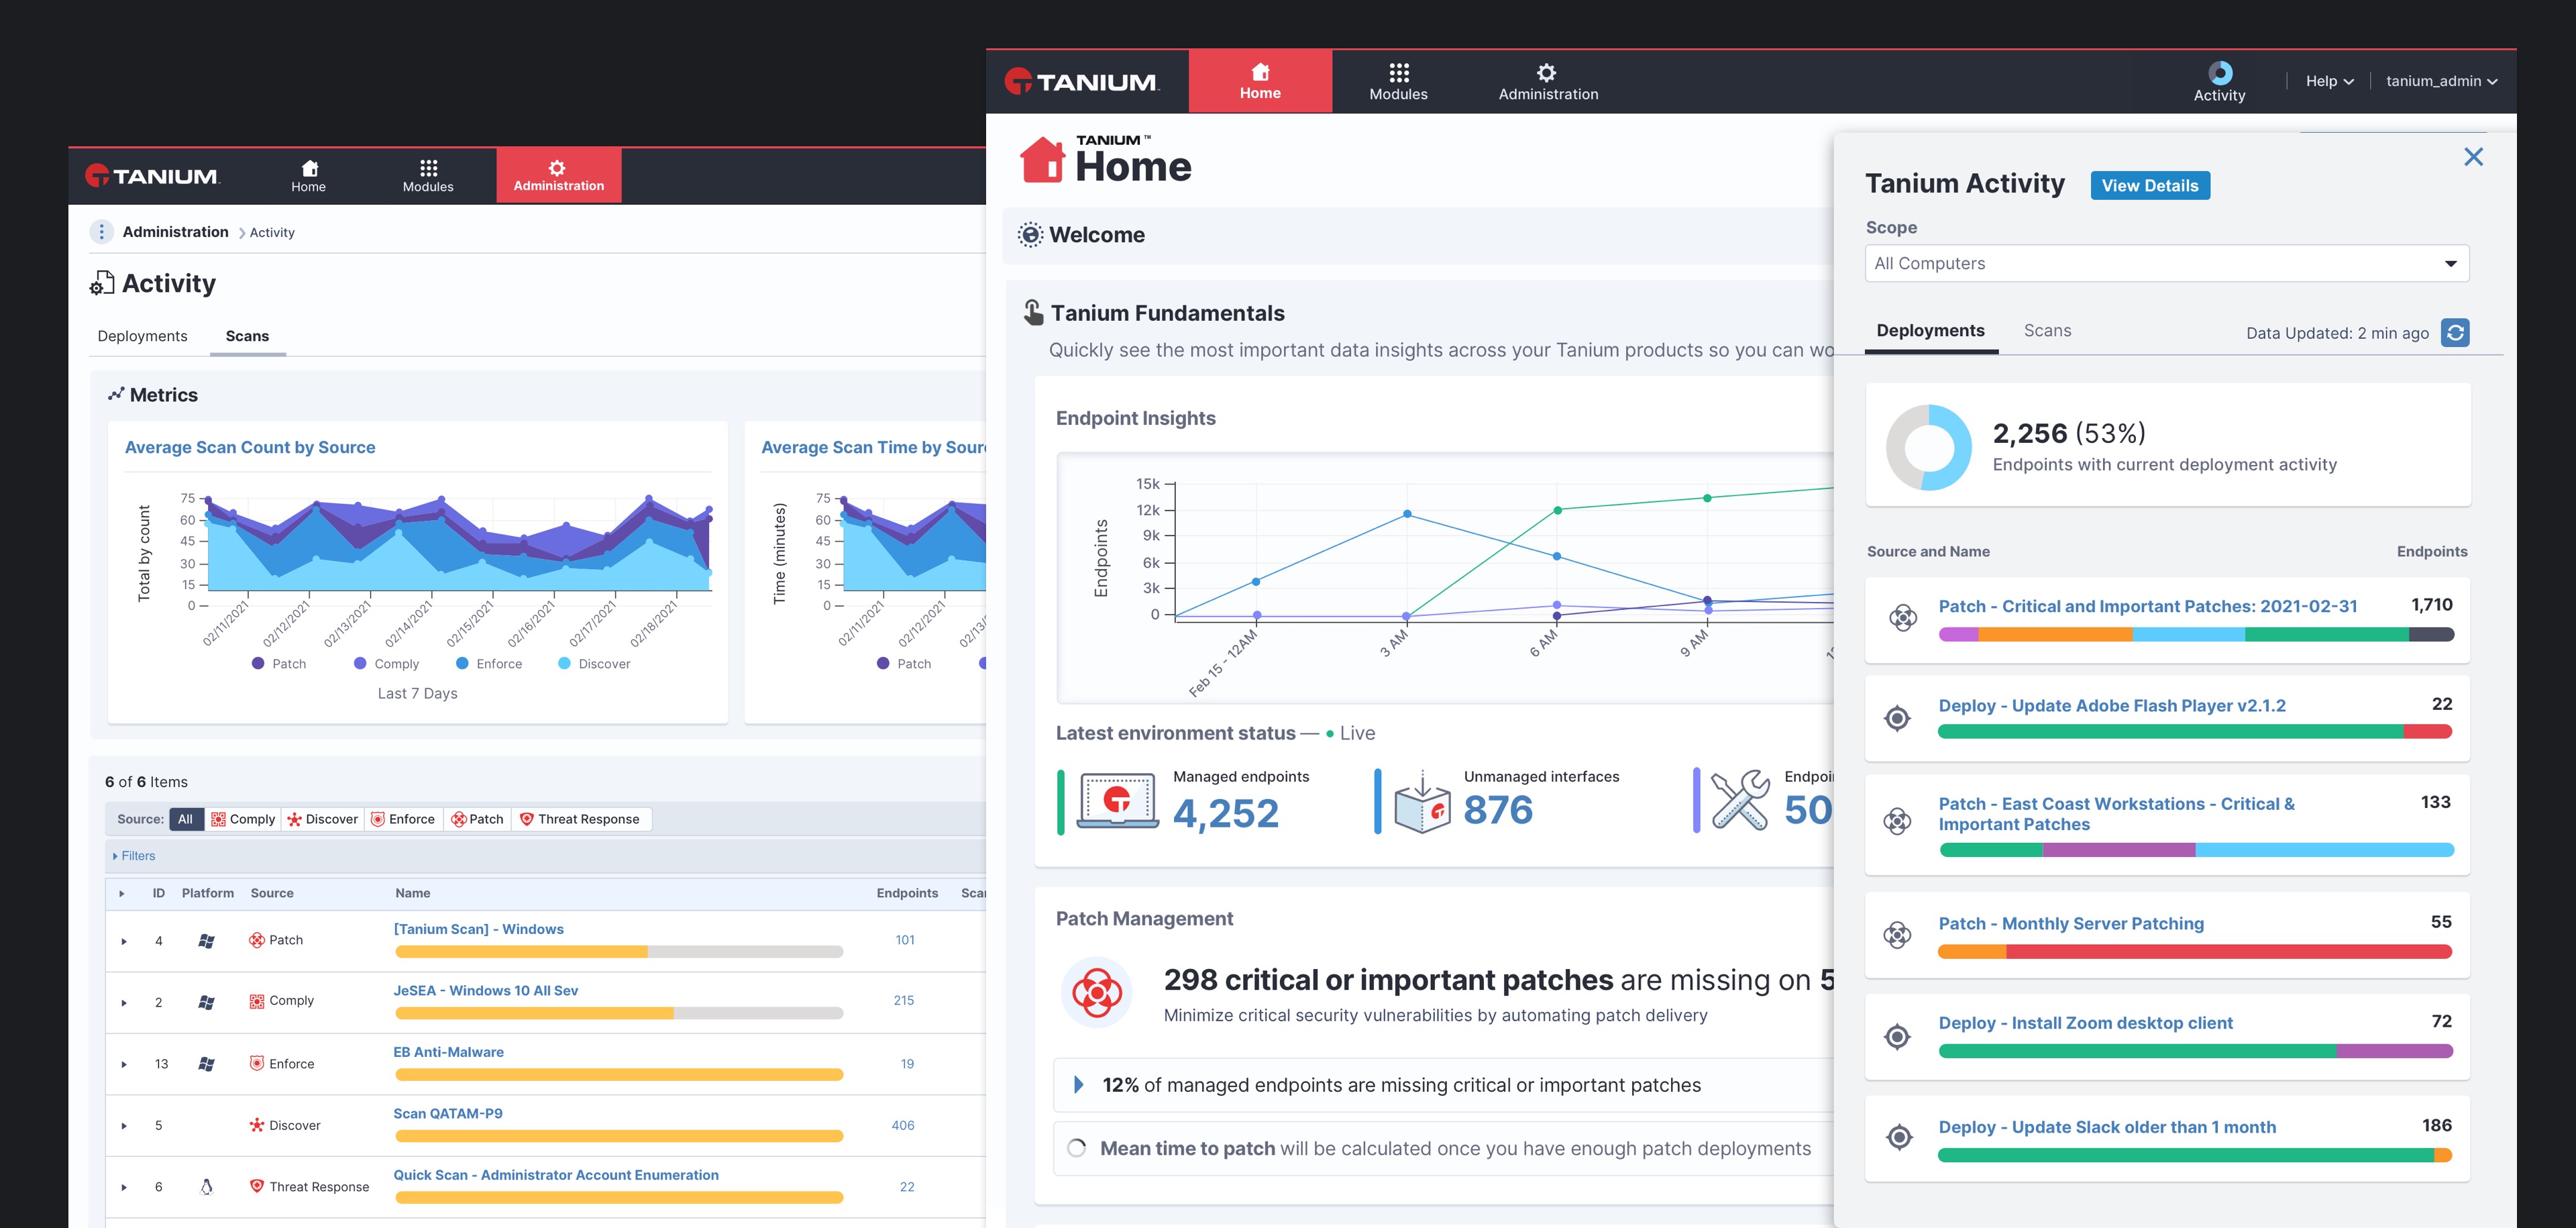 TANIUM
Home
Modules
Administration
Administration
Activity
Activity
Deployments
Scans
Metrics
Average Scan Count by Source
Total by count
75
60
45
30
15
0
02/11/2021
02/12/2021
02/13/2021
02/14/2021
02/15/2021
02/16/2021
02/17/2021
02/18/2021
Patch
Comply
Enforce
Discover
Last 7 Days
Average Scan Time by Sour
Time (minutes)
75
60
45
30
15
0
02/11/2021
02/12/2021
02/13/
Patch
6 of 6 Items
Source: All Comply Discover Enforce Patch Threat Response
Filters
ID Platform Source Name Endpoints Scan
4 Patch [Tanium Scan] - Windows 101
2 Comply JeSEA - Windows 10 All Sev 215
13 Enforce EB Anti-Malware 19
5 Discover Scan QATAM-P9 406
6 Threat Response Quick Scan - Administrator Account Enumeration 22
TANIUM
Home
Modules
Administration
Activity
Help
tanium_admin
TANIUM™
Home
Welcome
Tanium Fundamentals
Quickly see the most important data insights across your Tanium products so you can wo
Endpoint Insights
Endpoints
15k
12k
9k
6k
3k
0
Feb 15 - 12AM
3 AM
6 AM
9 AM
Latest environment status — • Live
Managed endpoints
4,252
Unmanaged interfaces
876
Endpoi
50
Patch Management
298 critical or important patches are missing on 5
Minimize critical security vulnerabilities by automating patch delivery
12% of managed endpoints are missing critical or important patches
Mean time to patch will be calculated once you have enough patch deployments
Tanium Activity
View Details
Scope
All Computers
Deployments
Scans
Data Updated: 2 min ago
2,256 (53%)
Endpoints with current deployment activity
Source and Name Endpoints
Patch - Critical and Important Patches: 2021-02-31 1,710
Deploy - Update Adobe Flash Player v2.1.2 22
Patch - East Coast Workstations - Critical & 133
Important Patches
Patch - Monthly Server Patching 55
Deploy - Install Zoom desktop client 72
Deploy - Update Slack older than 1 month 186